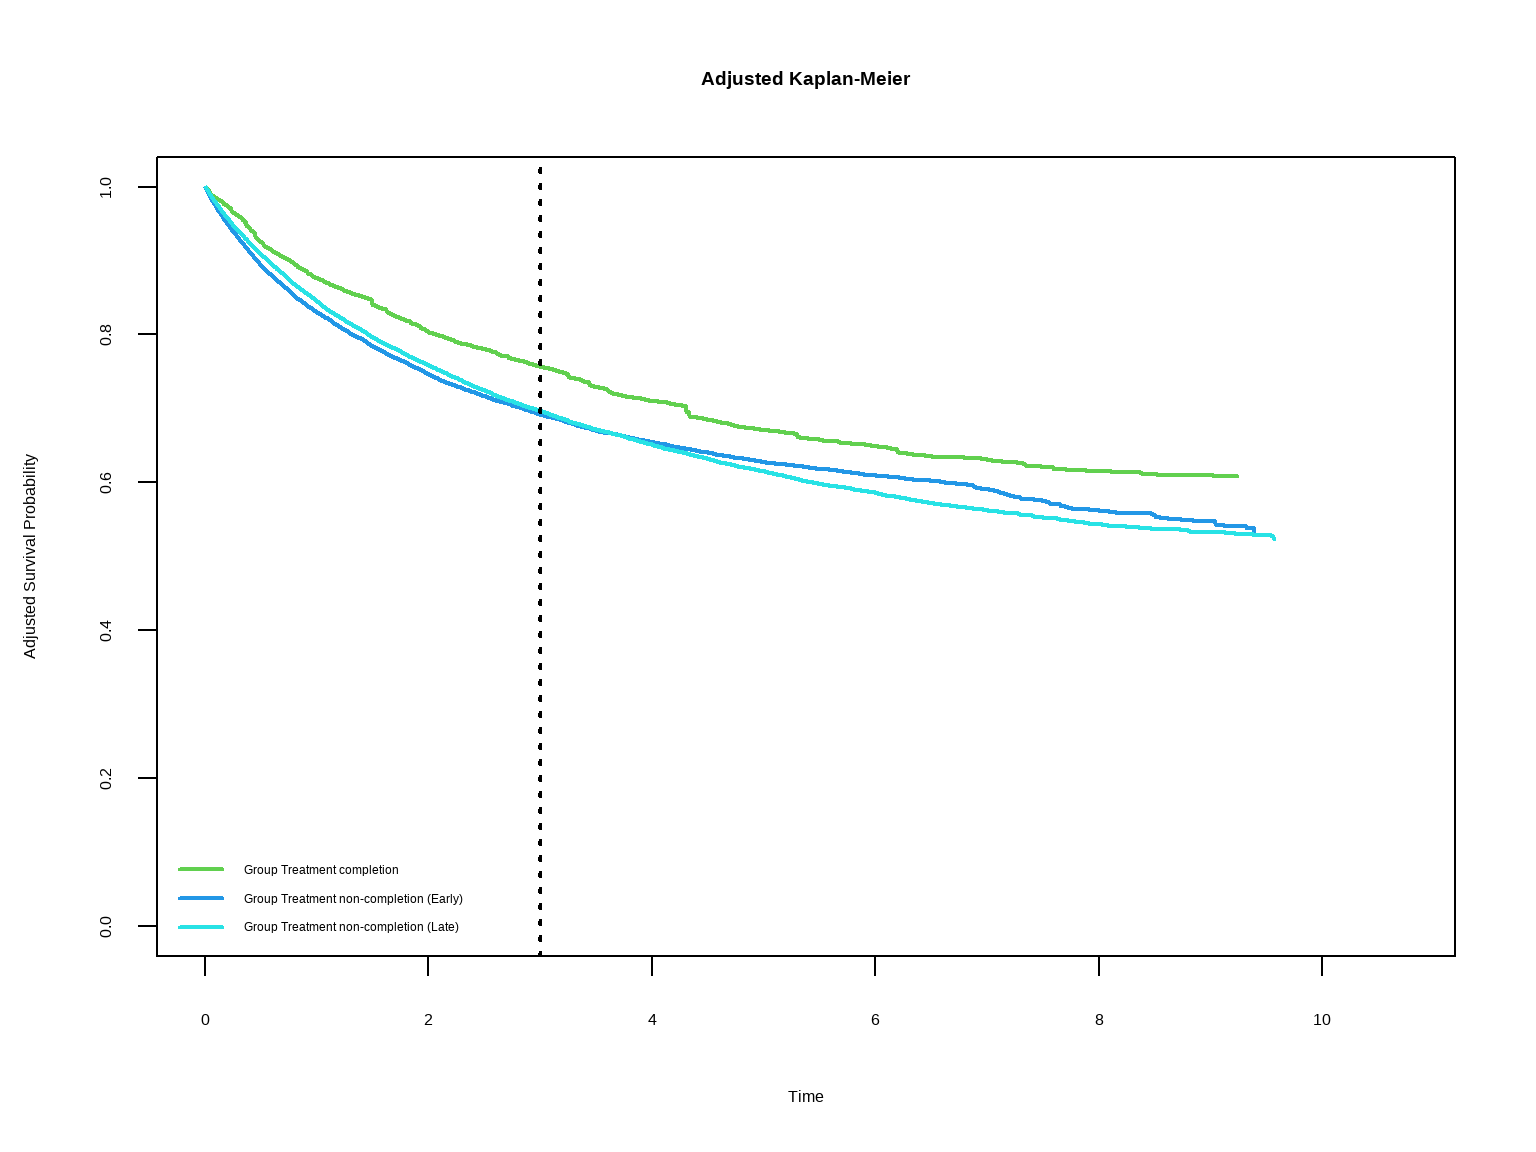 Adjusted Kaplan-Meier
Adjusted Survival Probability
1.0
0.8
0.6
0.4
0.2
0.0
Group Treatment completion
Group Treatment non-completion (Early)
Group Treatment non-completion (Late)
0 2 4 6 8 10
Time